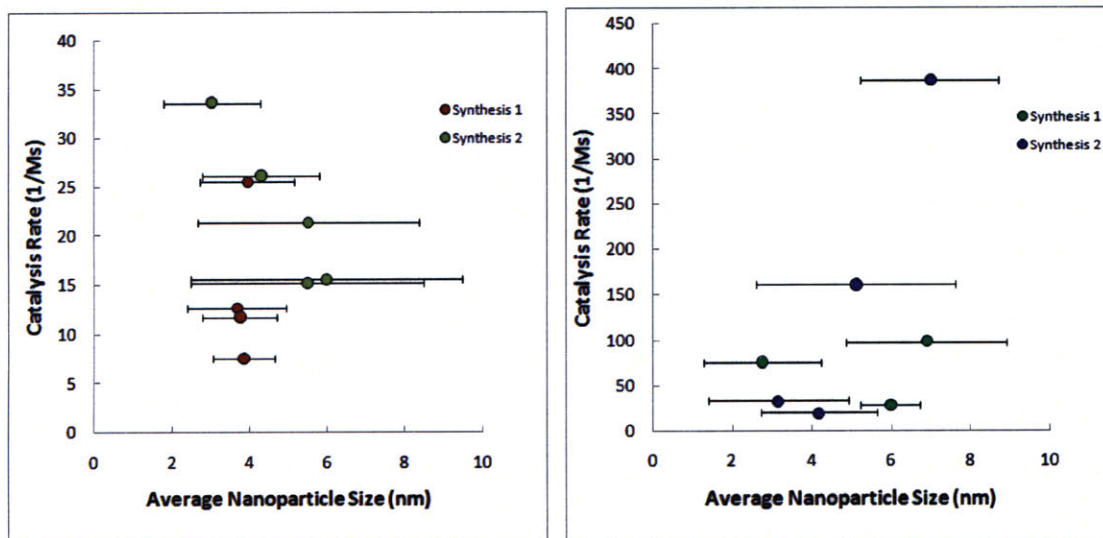 40
35
30
25
20
15
10
5
0
Catalysis Rate (1/Ms)
0 2 4 6 8 10
Average Nanoparticle Size (nm)
Synthesis 1
Synthesis 2
450
400
350
300
250
200
150
100
50
0
Catalysis Rate (1/Ms)
0 2 4 6 8 10
Average Nanoparticle Size (nm)
Synthesis 1
Synthesis 2